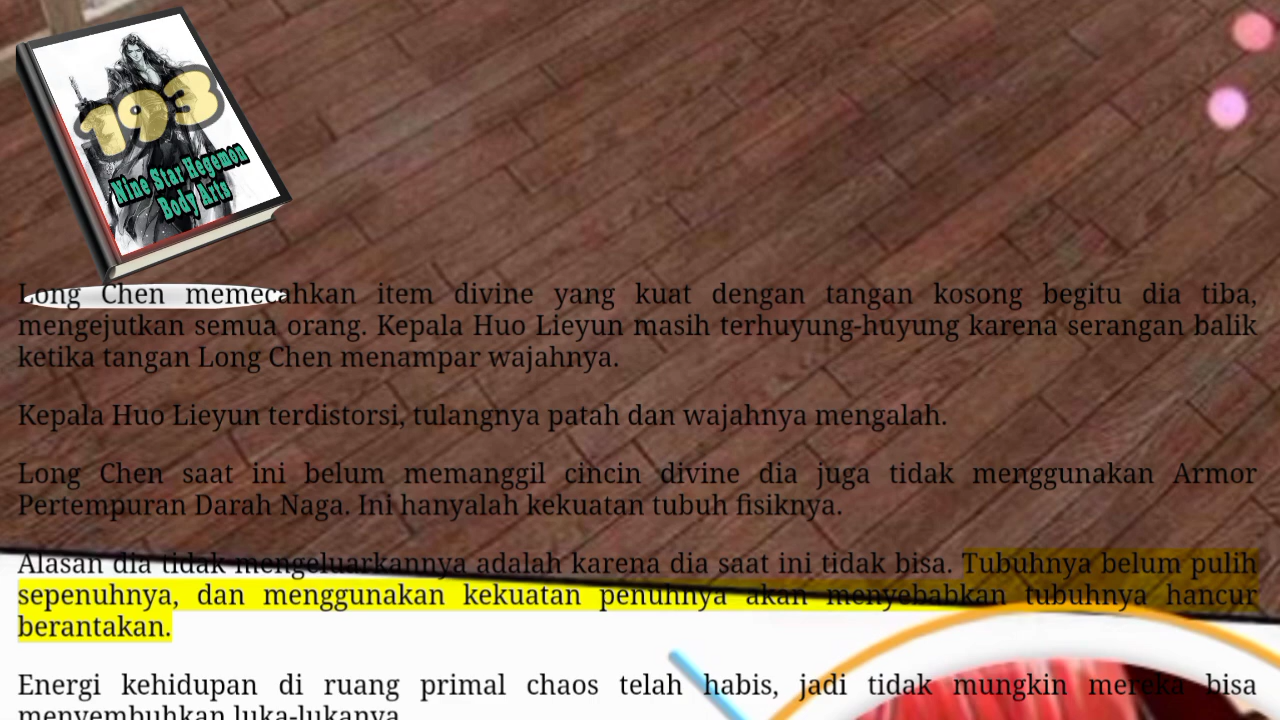 193
Nine Star Hegemon
Body Arts
Long Chen memecahkan item divine yang kuat dengan tangan kosong begitu dia tiba,
mengejutkan semua orang. Kepala Huo Lieyun masih terhuyung-huyung karena serangan balik
ketika tangan Long Chen menampar wajahnya.
Kepala Huo Lieyun terdistorsi, tulangnya patah dan wajahnya mengalah.
Long Chen saat ini belum memanggil cincin divine dia juga tidak menggunakan Armor
Pertempuran Darah Naga. Ini hanyalah kekuatan tubuh fisiknya.
Alasan dia tidak mengeluarkannya adalah karena dia saat ini tidak bisa. Tubuhnya belum pulih
sepenuhnya, dan menggunakan kekuatan penuhnya akan menyebabkan tubuhnya hancur
berantakan.
Energi kehidupan di ruang primal chaos telah habis, jadi tidak mungkin mereka bisa
menyembuhkan luka-lukanya.